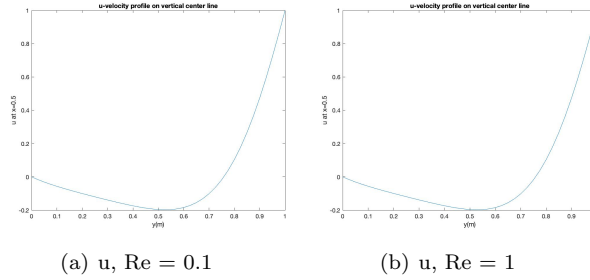 u-velocity profile on vertical center line
1
0.8
0.6
0.4
0.2
0
-0.2
u at x=0.5
0 0.1 0.2 0.3 0.4 0.5 0.6 0.7 0.8 0.9 1
y(m)
(a) u, Re = 0.1
u-velocity profile on vertical center line
1
0.8
0.6
0.4
0.2
0
-0.2
u at x=0.5
0 0.1 0.2 0.3 0.4 0.5 0.6 0.7 0.8 0.9
y(m)
(b) u, Re = 1